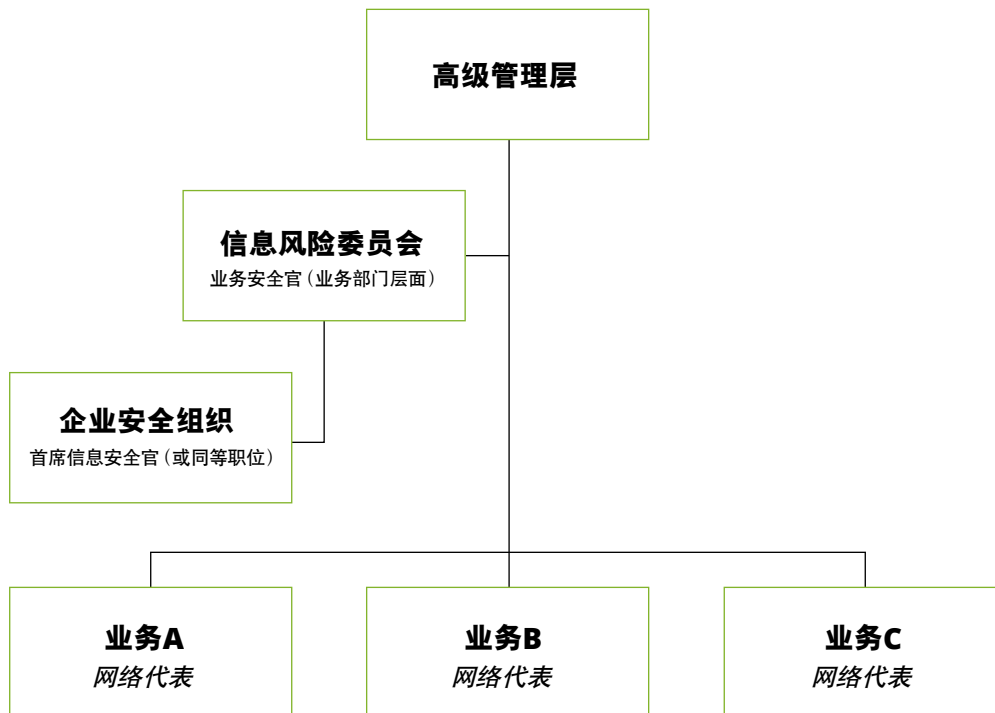 高级管理层
信息风险委员会
业务安全官（业务部门层面）
企业安全组织
首席信息安全官（或同等职位）
业务A
网络代表
业务B
网络代表
业务C
网络代表